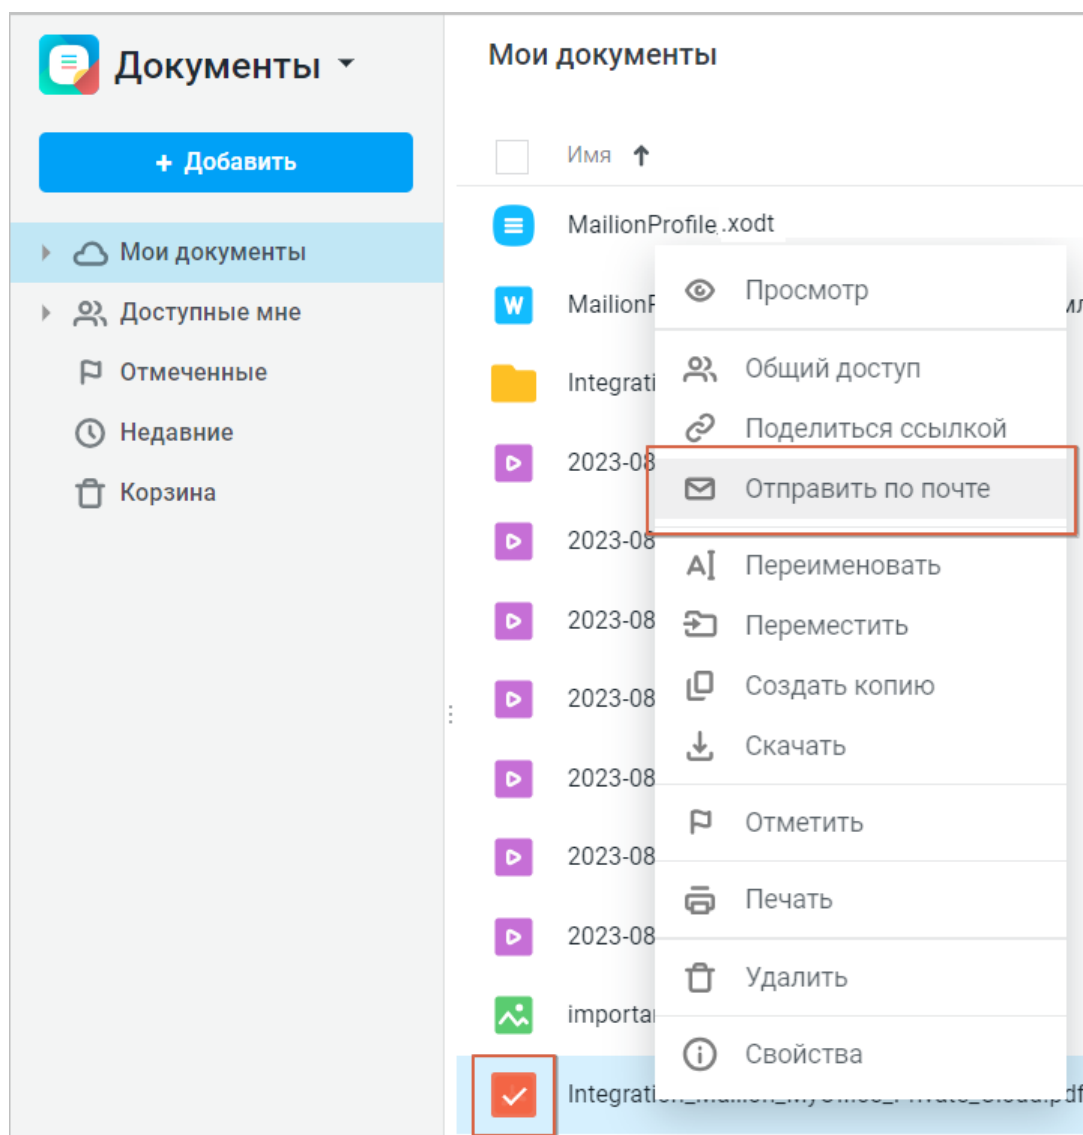 Документы
Мои документы
+ Добавить
Имя
Мои документы
Доступные мне
Отмеченные
Недавние
Корзина
MailionProfile.xodt
MailionP
Integrati
2023-08
2023-08
2023-08
2023-08
2023-08
2023-08
2023-08
importa
Integration_Mailion_MyOffice_Private_Cloud.pdf
Просмотр
Общий доступ
Поделиться ссылкой
Отправить по почте
Переименовать
Переместить
Создать копию
Скачать
Отметить
Печать
Удалить
Свойства